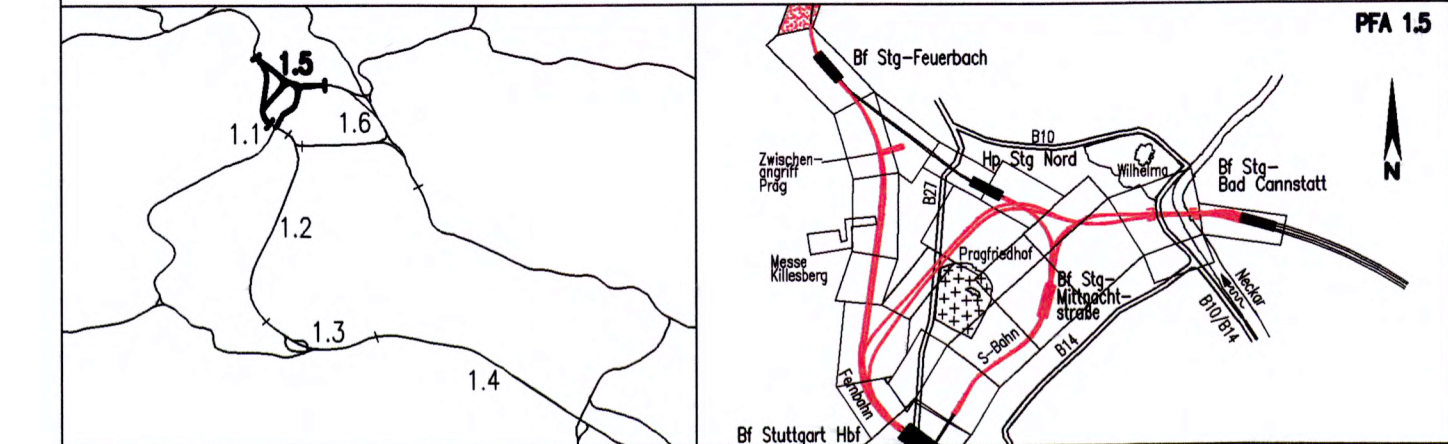 1.5
1.1
1.6
1.2
1.3
1.4
PFA 1.5
Bf Stg-Feuerbach
B10
Zwischen-
angriff
Prag
Hp Stg Nord
Wilhelma
Bf Stg-
Bad Cannstatt
N
B27
Messe
Killesberg
Pragfriedhof
Bf Stg-
Mittnacht-
straße
Neckar
B10/B14
S-Bahn
B14
Fernbahn
Bf Stuttgart Hbf